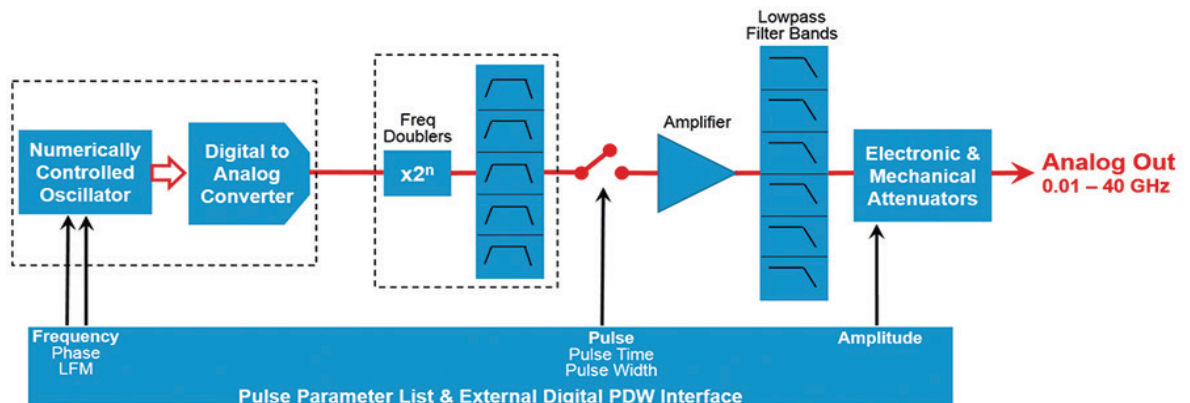 Lowpass
Filter Bands
Freq
Doublers
Amplifier
Numerically
Controlled
Oscillator
Digital to
Analog
Converter
x2ⁿ
Electronic &
Mechanical
Attenuators
Analog Out
0.01 – 40 GHz
Frequency
Phase
LFM
Pulse
Pulse Time
Pulse Width
Amplitude
Pulse Parameter List & External Digital PDW Interface